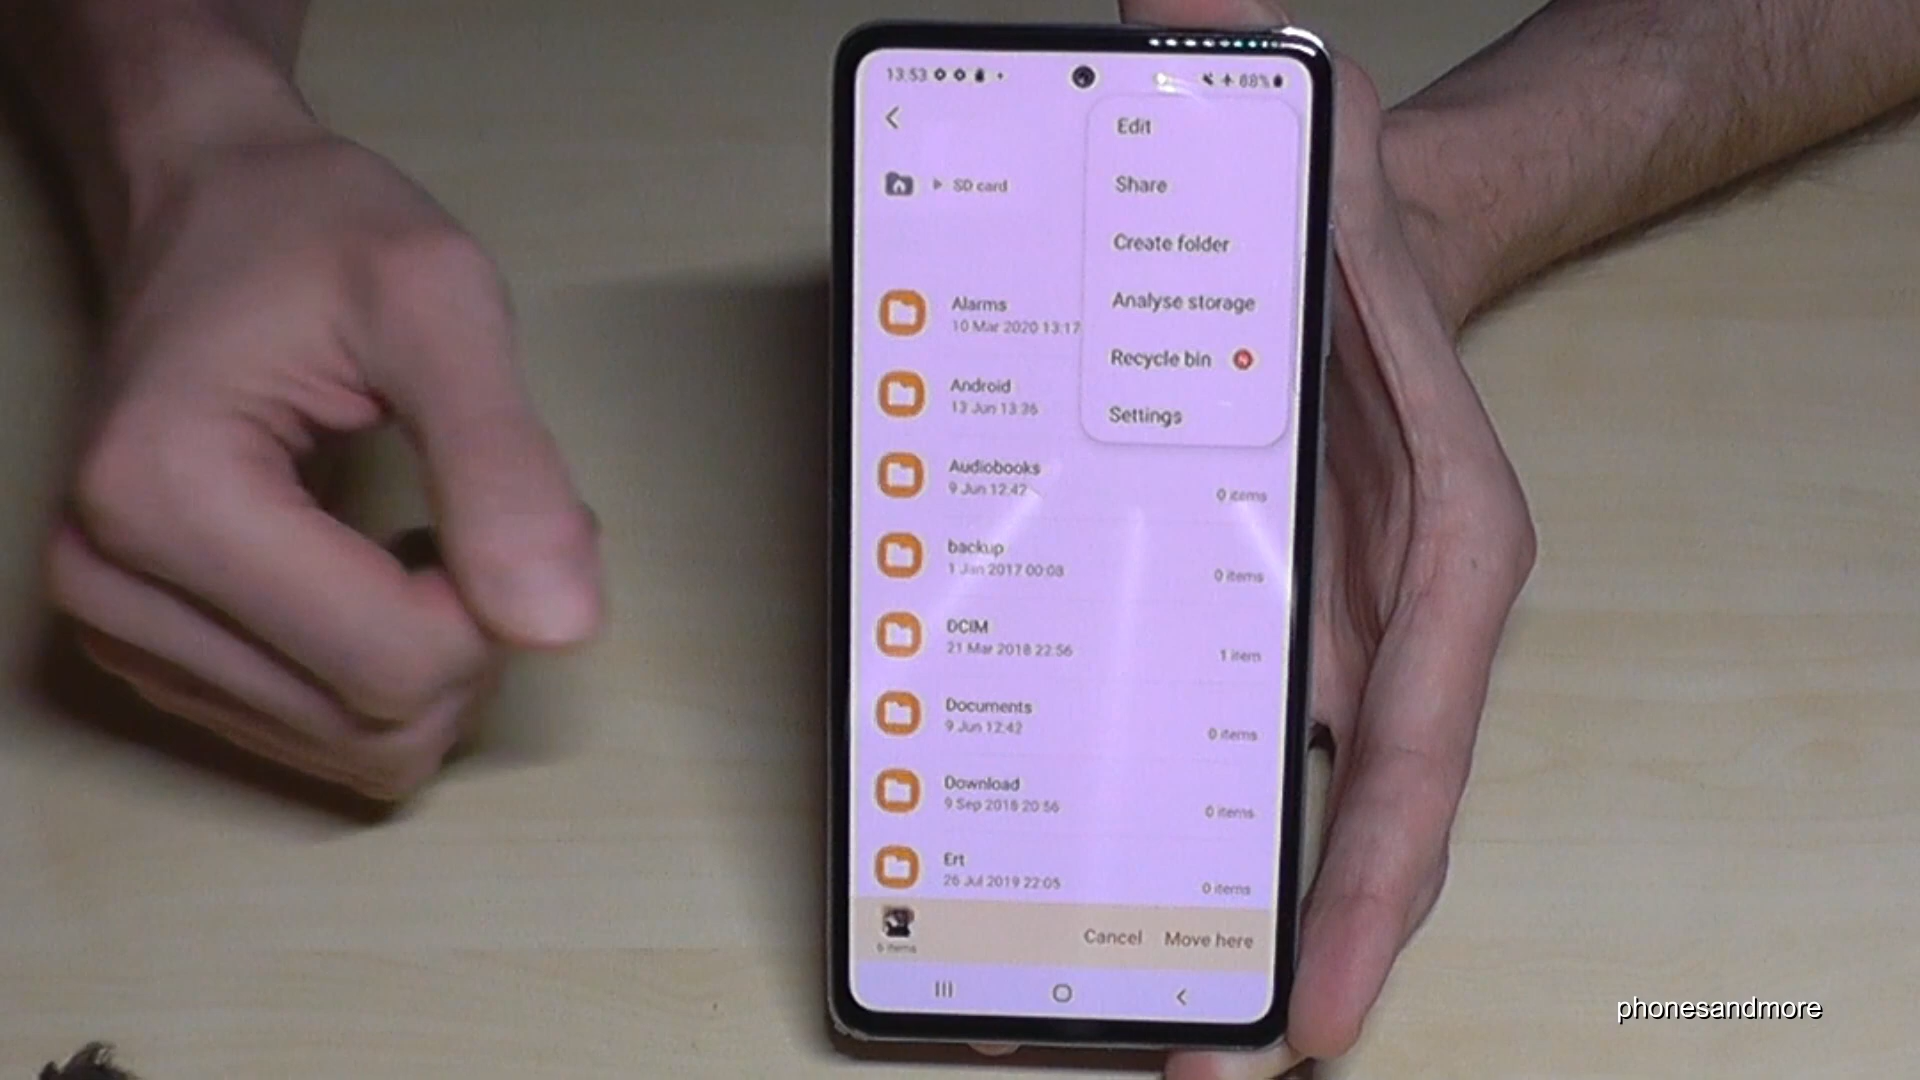 13:53
88%
SD card
Edit
Share
Create folder
Analyse storage
Recycle bin N
Settings
Alarms
10 Mar 2020 13:17
Android
13 Jun 13:36
Audiobooks
9 Jun 12:42
0 items
backup
1 Jan 2017 00:03
0 items
DCIM
21 Mar 2018 22:56
1 item
Documents
9 Jun 12:42
0 items
Download
9 Sep 2018 20:56
0 items
Ert
26 Jul 2019 22:05
0 items
6 items
Cancel
Move here
phonesandmore